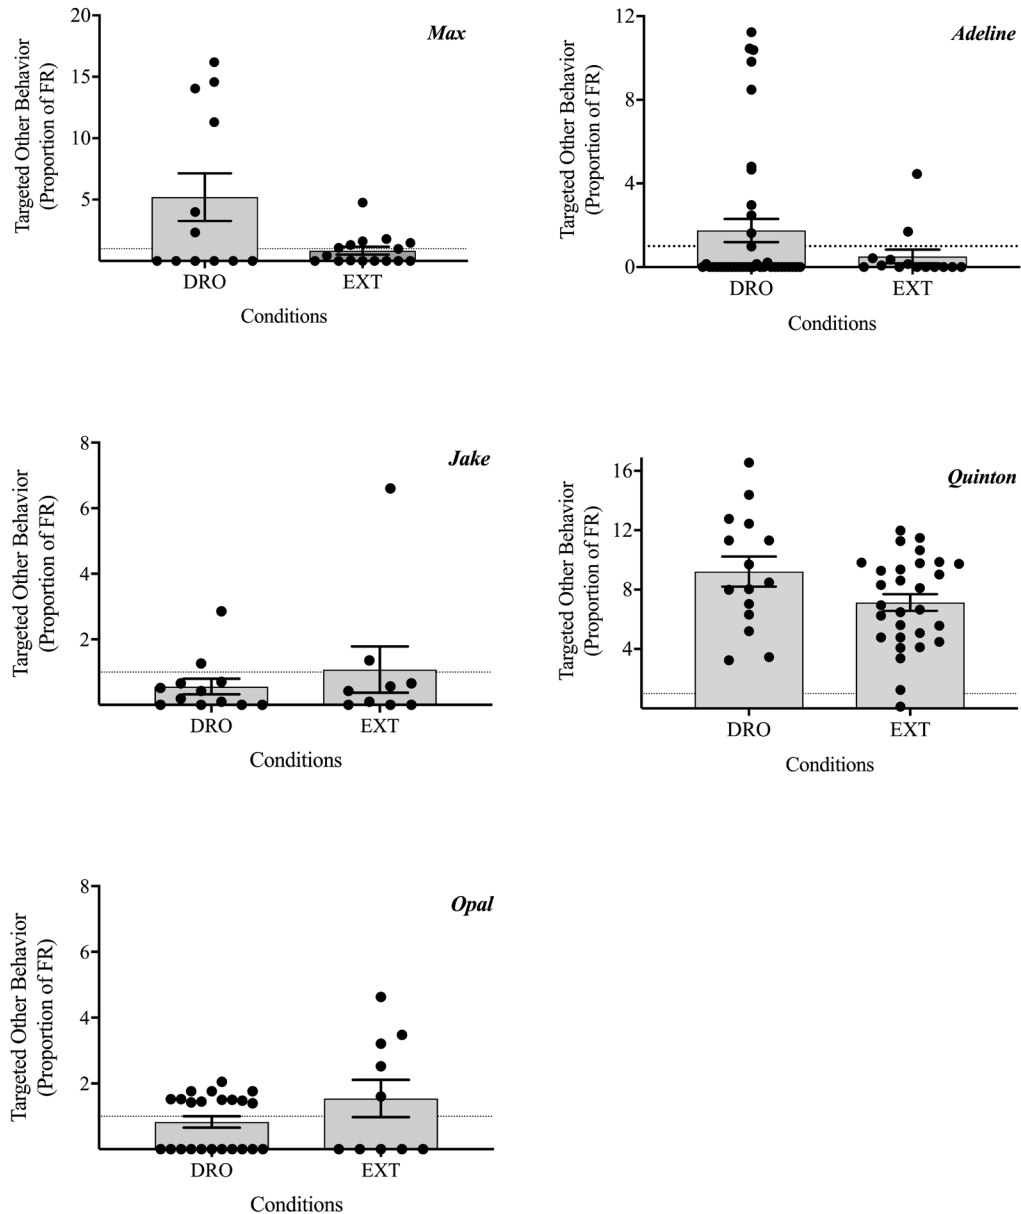 Max
Targeted Other Behavior
(Proportion of FR)
20
15
10
5
DRO
EXT
Conditions
Adeline
Targeted Other Behavior
(Proportion of FR)
12
8
4
0
DRO
EXT
Conditions
Jake
Targeted Other Behavior
(Proportion of FR)
8
6
4
2
DRO
EXT
Conditions
Quinton
Targeted Other Behavior
(Proportion of FR)
16
12
8
4
DRO
EXT
Conditions
Opal
Targeted Other Behavior
(Proportion of FR)
8
6
4
2
DRO
EXT
Conditions